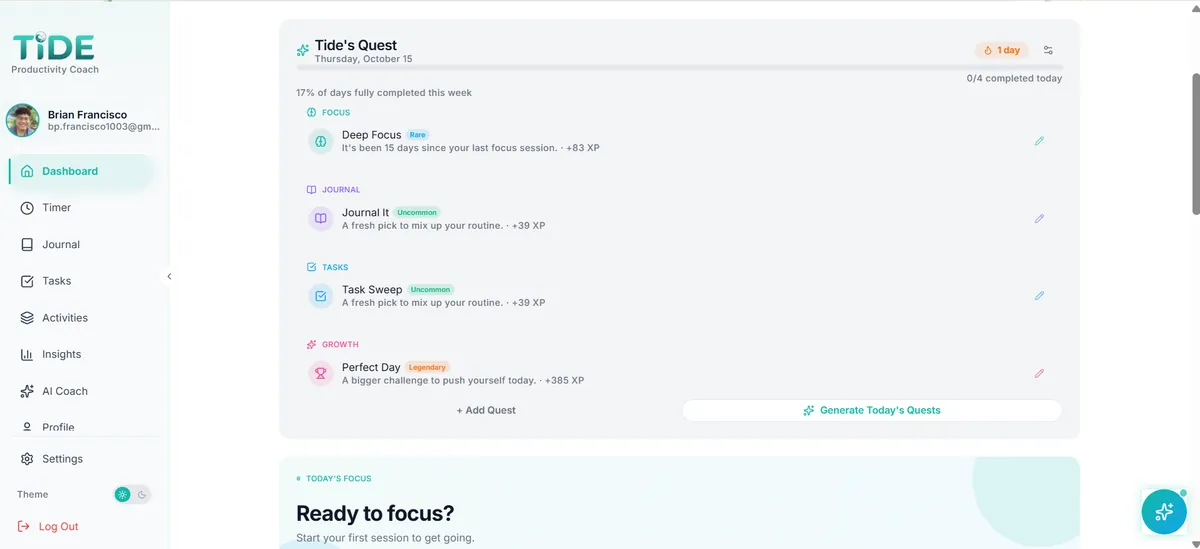 TiDE
Productivity Coach
Brian Francisco
bp.francisco1003@gm...
Dashboard
Timer
Journal
Tasks
Activities
Insights
AI Coach
Profile
Settings
Theme
Log Out
Tide's Quest
Thursday, October 15
1 day
0/4 completed today
17% of days fully completed this week
FOCUS
Deep Focus Rare
It's been 15 days since your last focus session. · +83 XP
JOURNAL
Journal It Uncommon
A fresh pick to mix up your routine. · +39 XP
TASKS
Task Sweep Uncommon
A fresh pick to mix up your routine. · +39 XP
GROWTH
Perfect Day Legendary
A bigger challenge to push yourself today. · +385 XP
+ Add Quest
Generate Today's Quests
TODAY'S FOCUS
Ready to focus?
Start your first session to get going.